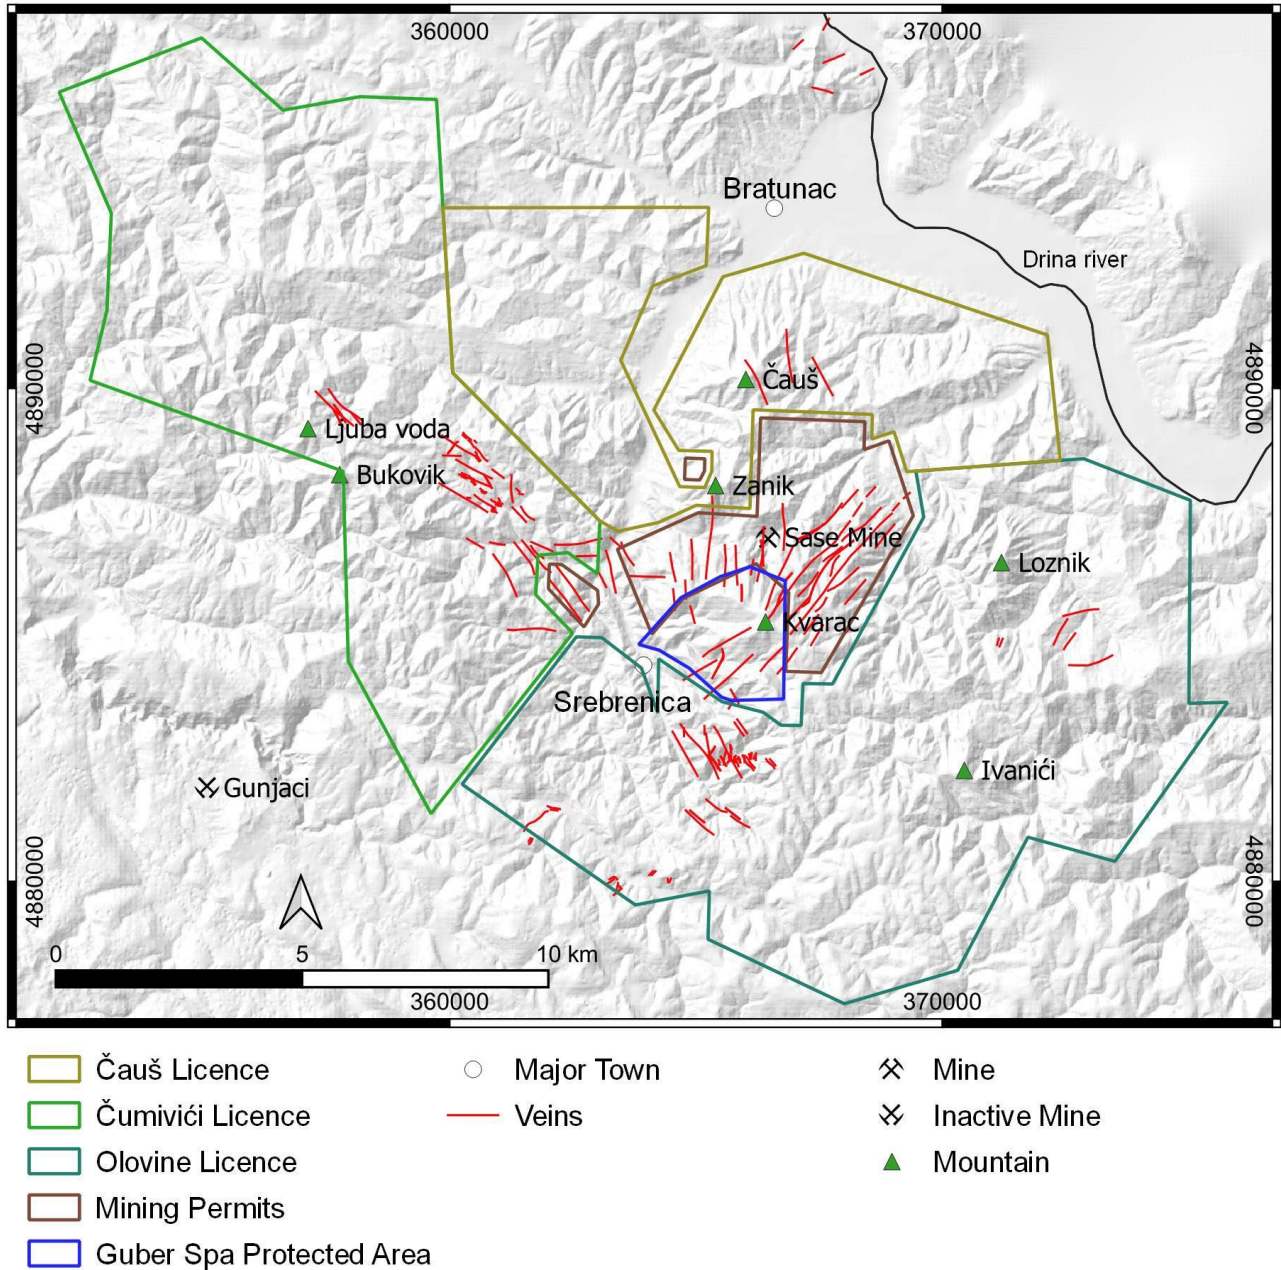 360000
370000
Bratunac
Drina river
4890000
4890000
Čauš
Ljuba voda
Bukovik
Zanik
Sase Mine
Loznik
Kvarac
Srebrenica
Ivanići
Gunjaci
4880000
4880000
0 5 10 km
360000
370000
Čauš Licence
Čumivići Licence
Olovine Licence
Mining Permits
Guber Spa Protected Area
Major Town
Veins
Mine
Inactive Mine
Mountain